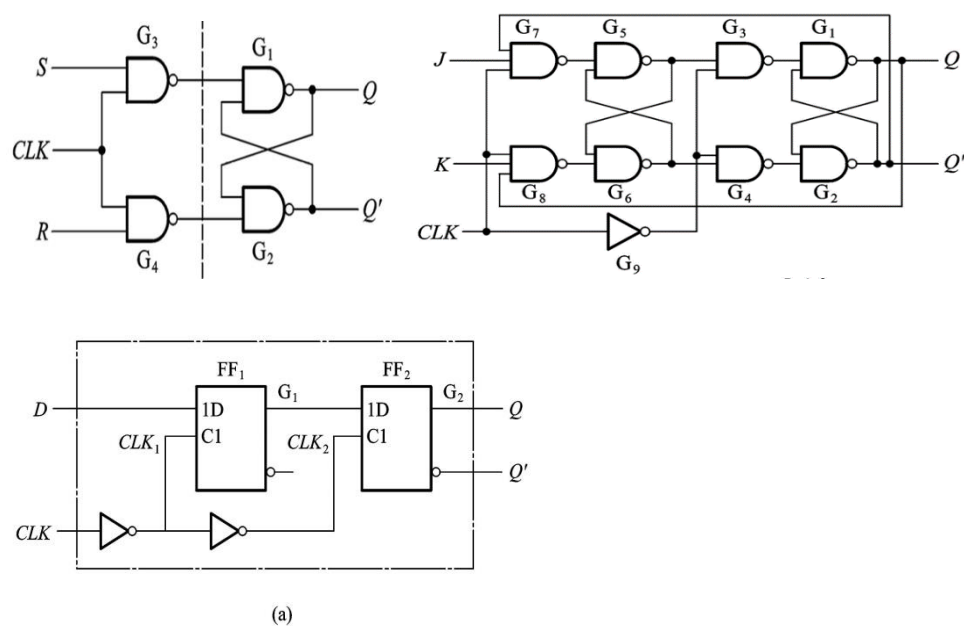 G₃
G₁
S
Q
CLK
R
Q'
G₄
G₂
G₇
G₅
G₃
G₁
J
Q
K
Q'
G₈
G₆
G₄
G₂
CLK
G₉
FF₁
FF₂
G₁
G₂
D
1D
1D
Q
CLK₁
C1
CLK₂
C1
Q'
CLK
(a)